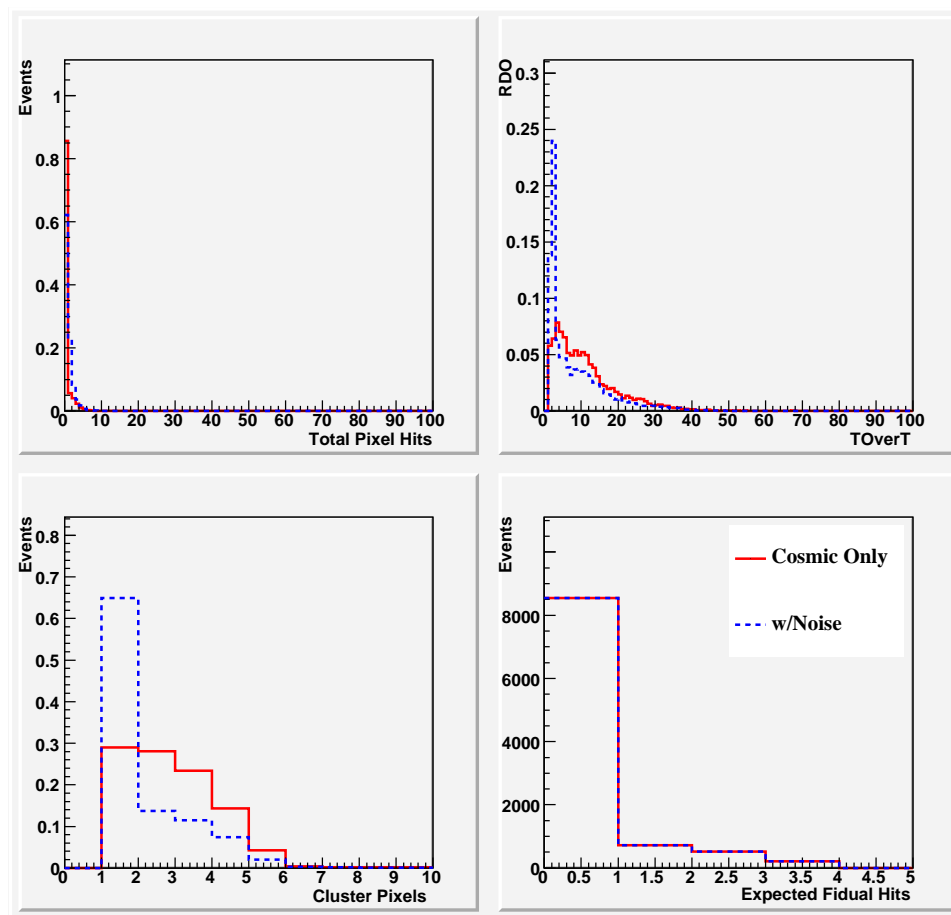 Events
1
0.8
0.6
0.4
0.2
0
0 10 20 30 40 50 60 70 80 90 100
Total Pixel Hits
RDO
0.3
0.25
0.2
0.15
0.1
0.05
0
0 10 20 30 40 50 60 70 80 90 100
TOverT
Events
0.8
0.7
0.6
0.5
0.4
0.3
0.2
0.1
0
0 1 2 3 4 5 6 7 8 9 10
Cluster Pixels
Events
8000
6000
4000
2000
0
0 0.5 1 1.5 2 2.5 3 3.5 4 4.5 5
Expected Fidual Hits
Cosmic Only
w/Noise